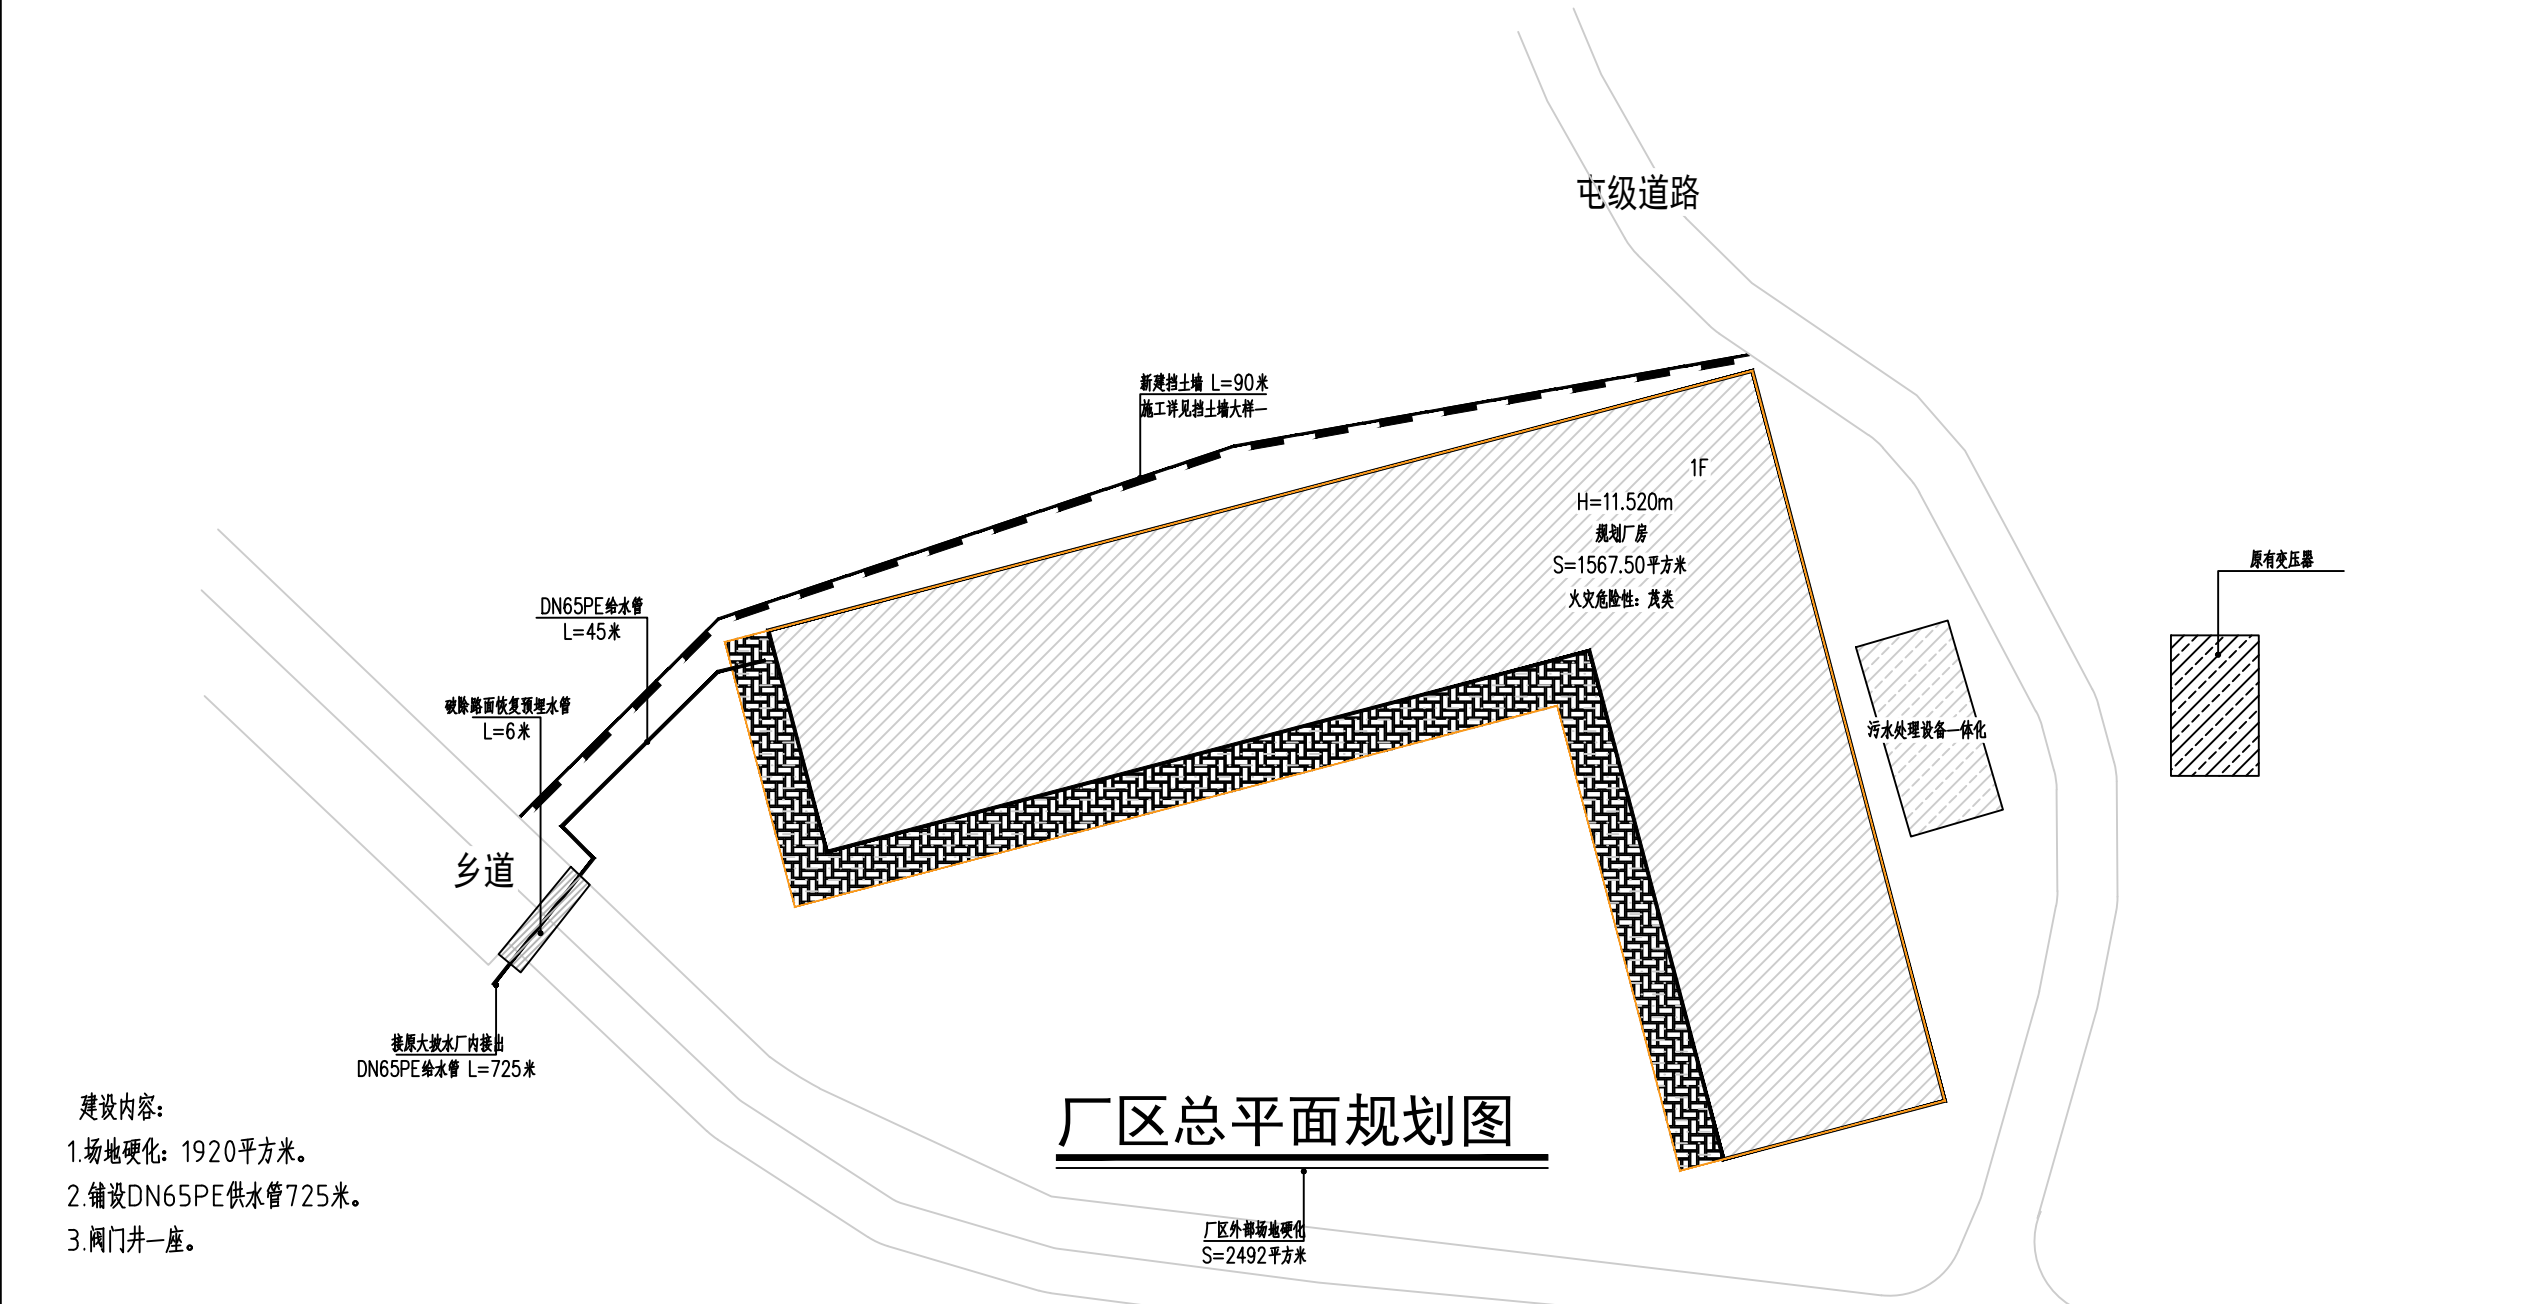 屯级道路
新建挡土墙 L=90米
施工详见挡土墙大样一
1F
H=11.520m
规划厂房
S=1567.50平方米
火灾危险性：茂类
原有变压器
DN65PE给水管
L=45米
破除路面恢复预埋水管
L=6米
污水处理设备一体化
乡道
接原大坡水厂内接出
DN65PE给水管 L=725米
建设内容：
1.场地硬化：1920平方米。
2.铺设DN65PE供水管725米。
3.阀门井一座。
厂区总平面规划图
厂区外部场地硬化
S=2492平方米